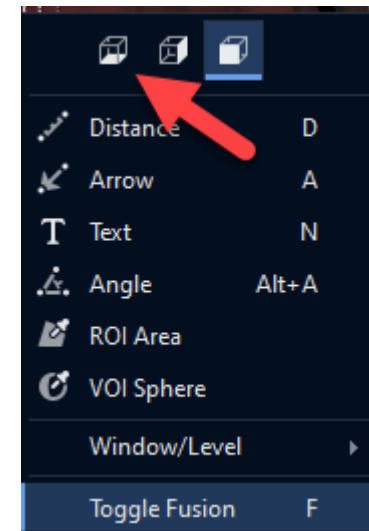 Distance D
Arrow A
T Text N
Angle Alt+A
ROI Area
VOI Sphere
Window/Level
Toggle Fusion F